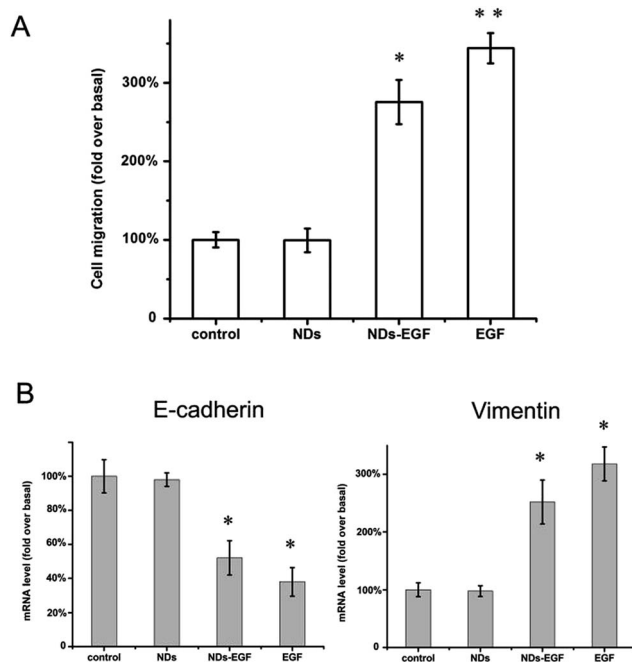 A
* *
*
Cell migration (fold over basal)
300%
200%
100%
0
control NDs NDs-EGF EGF
B
E-cadherin
Vimentin
mRNA level (fold over basal)
100%
80%
60%
40%
20%
0%
* *
control NDs NDs-EGF EGF
mRNA level (fold over basal)
300%
200%
100%
0
* *
control NDs NDs-EGF EGF